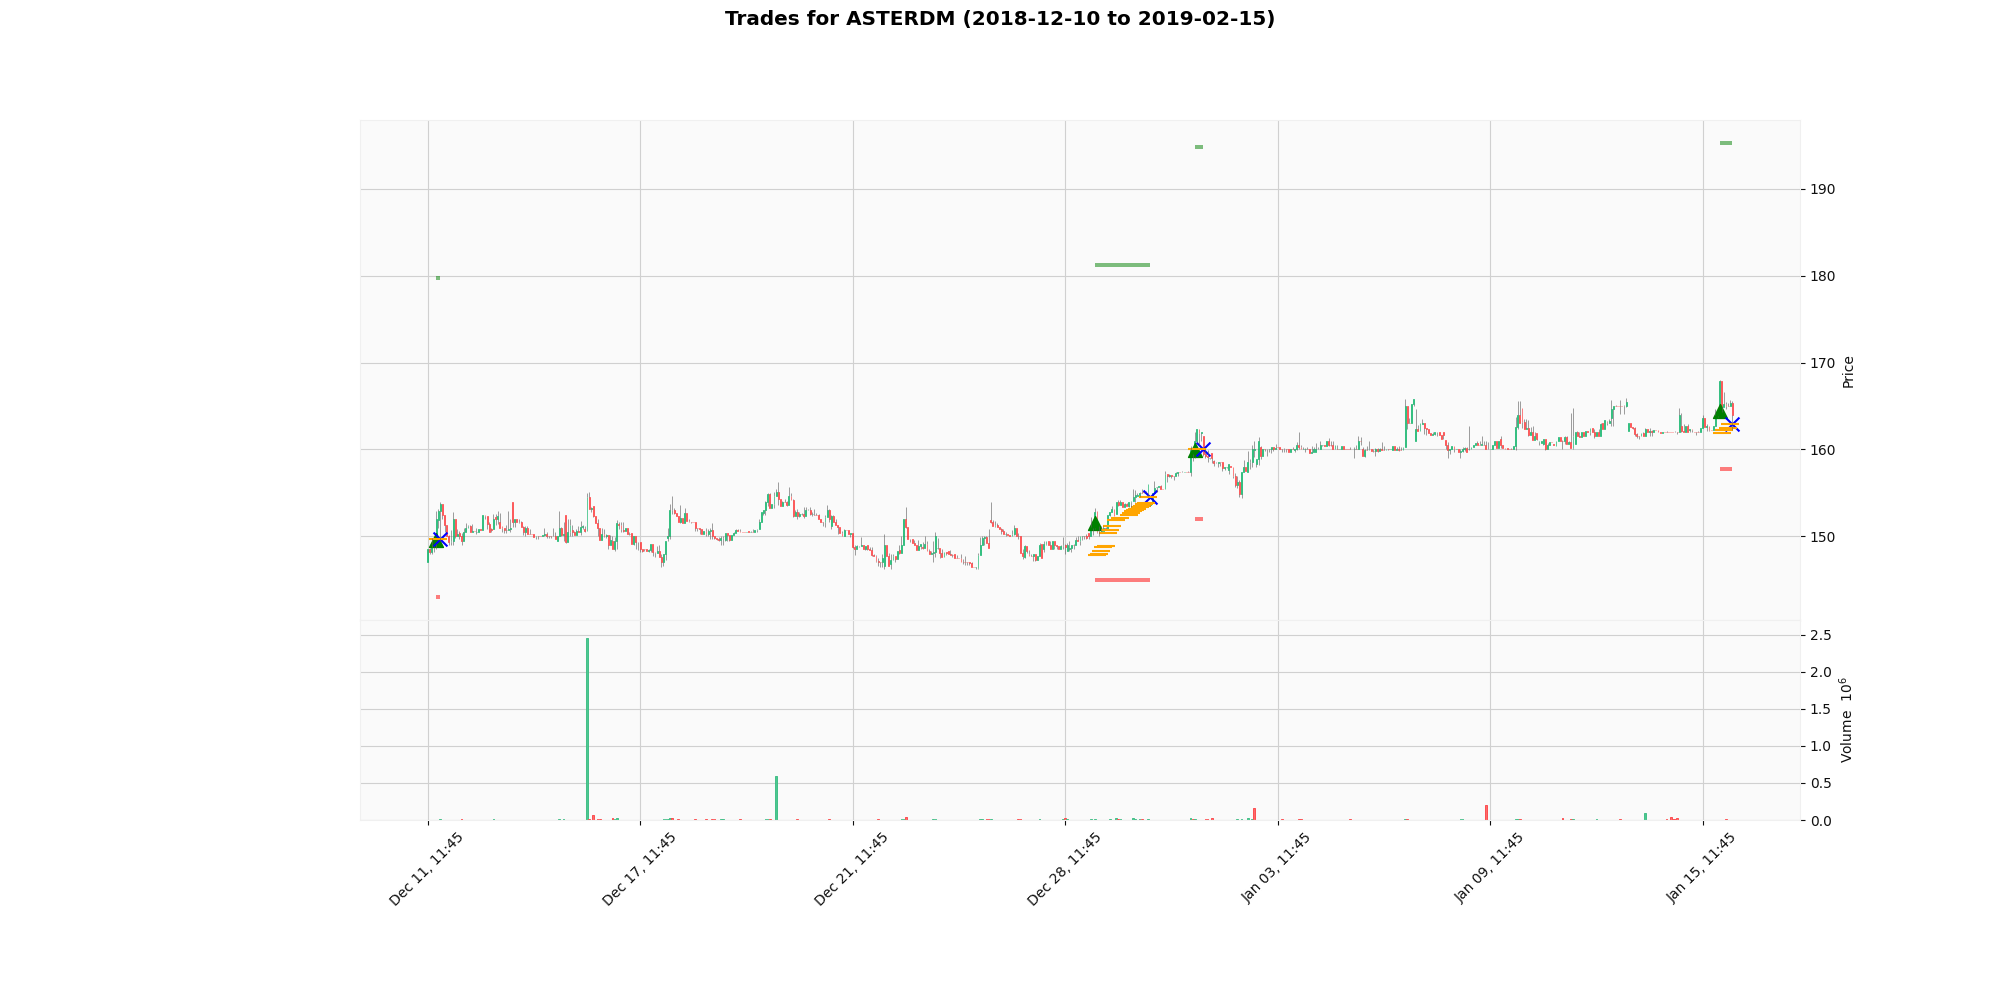 Trades for ASTERDM (2018-12-10 to 2019-02-15)
190
180
170
160
150
Price
2.5
2.0
1.5
1.0
0.5
0.0
Volume 10^6
Dec 11, 11:45
Dec 17, 11:45
Dec 21, 11:45
Dec 28, 11:45
Jan 03, 11:45
Jan 09, 11:45
Jan 15, 11:45